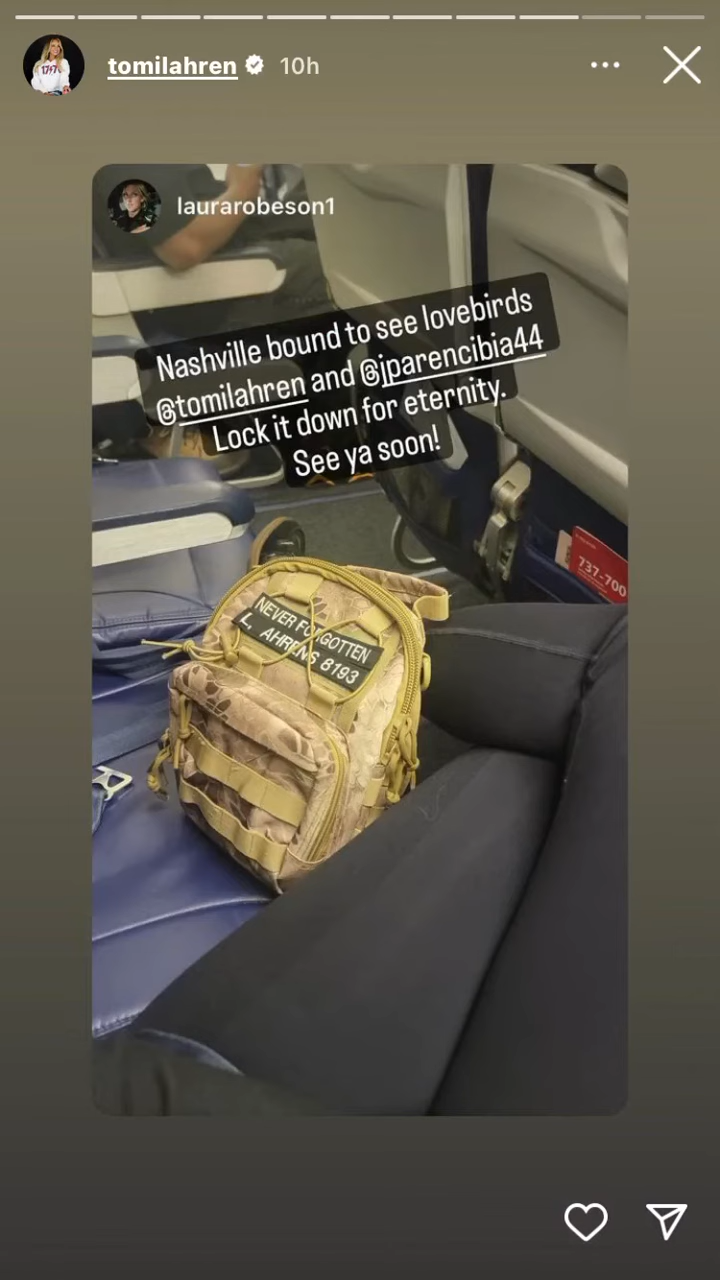 tomilahren 10h
laurarobeson1
Nashville bound to see lovebirds
@tomilahren and @jparencibia44
Lock it down for eternity.
See ya soon!
NEVER FORGOTTEN
L, AHRENS 8193
737-700